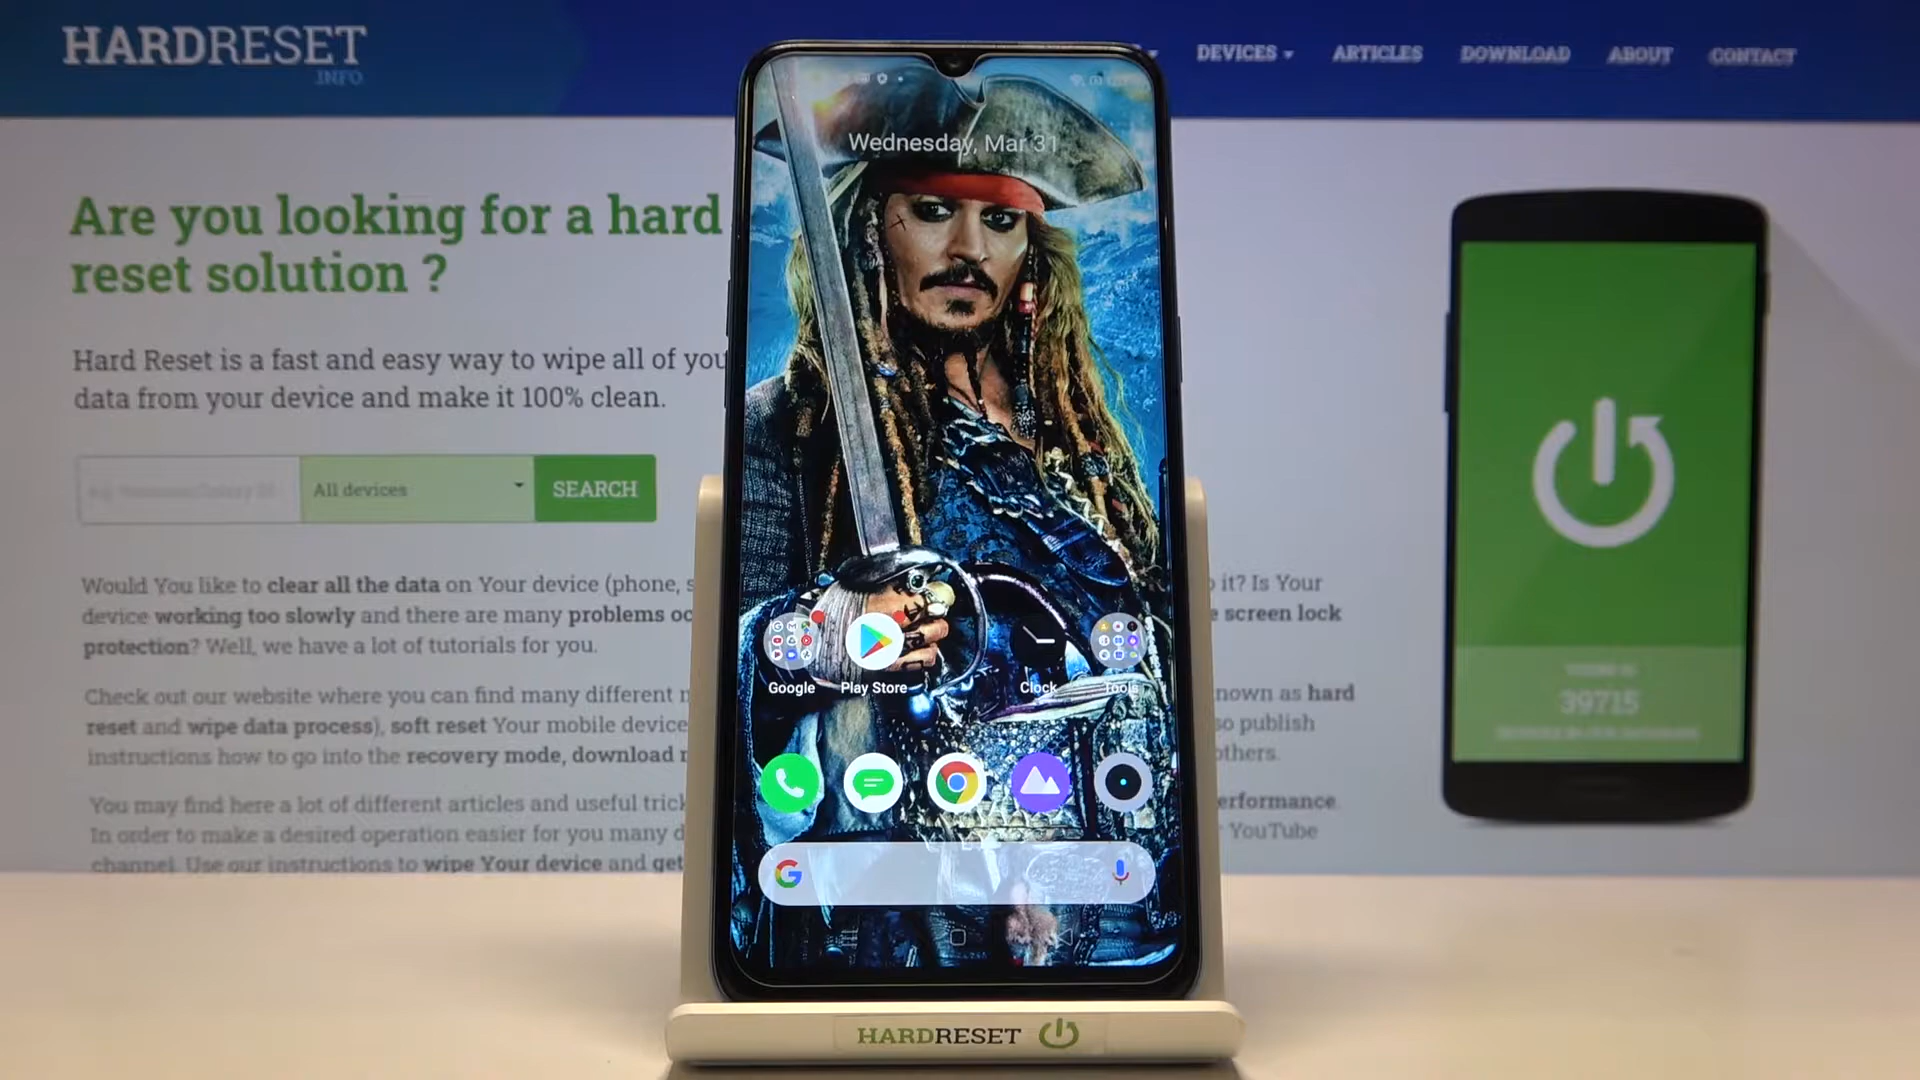 HARDRESET
.INFO
DEVICES
ARTICLES
DOWNLOAD
ABOUT
CONTACT
Are you looking for a hard
reset solution ?
Hard Reset is a fast and easy way to wipe all of you
data from your device and make it 100% clean.
All devices
SEARCH
Would You like to clear all the data on Your device (phone, s
o it? Is Your
device working too slowly and there are many problems oc
e screen lock
protection? Well, we have a lot of tutorials for you.
Check out our website where you can find many different
nown as hard
reset and wipe data process), soft reset Your mobile device
so publish
instructions how to go into the recovery mode, download
others.
You may find here a lot of different articles and useful trick
erformance.
In order to make a desired operation easier for you many d
YouTube
channel. Use our instructions to wipe Your device and get
39715
Wednesday, Mar 31
Google
Play Store
Clock
Tools
HARDRESET